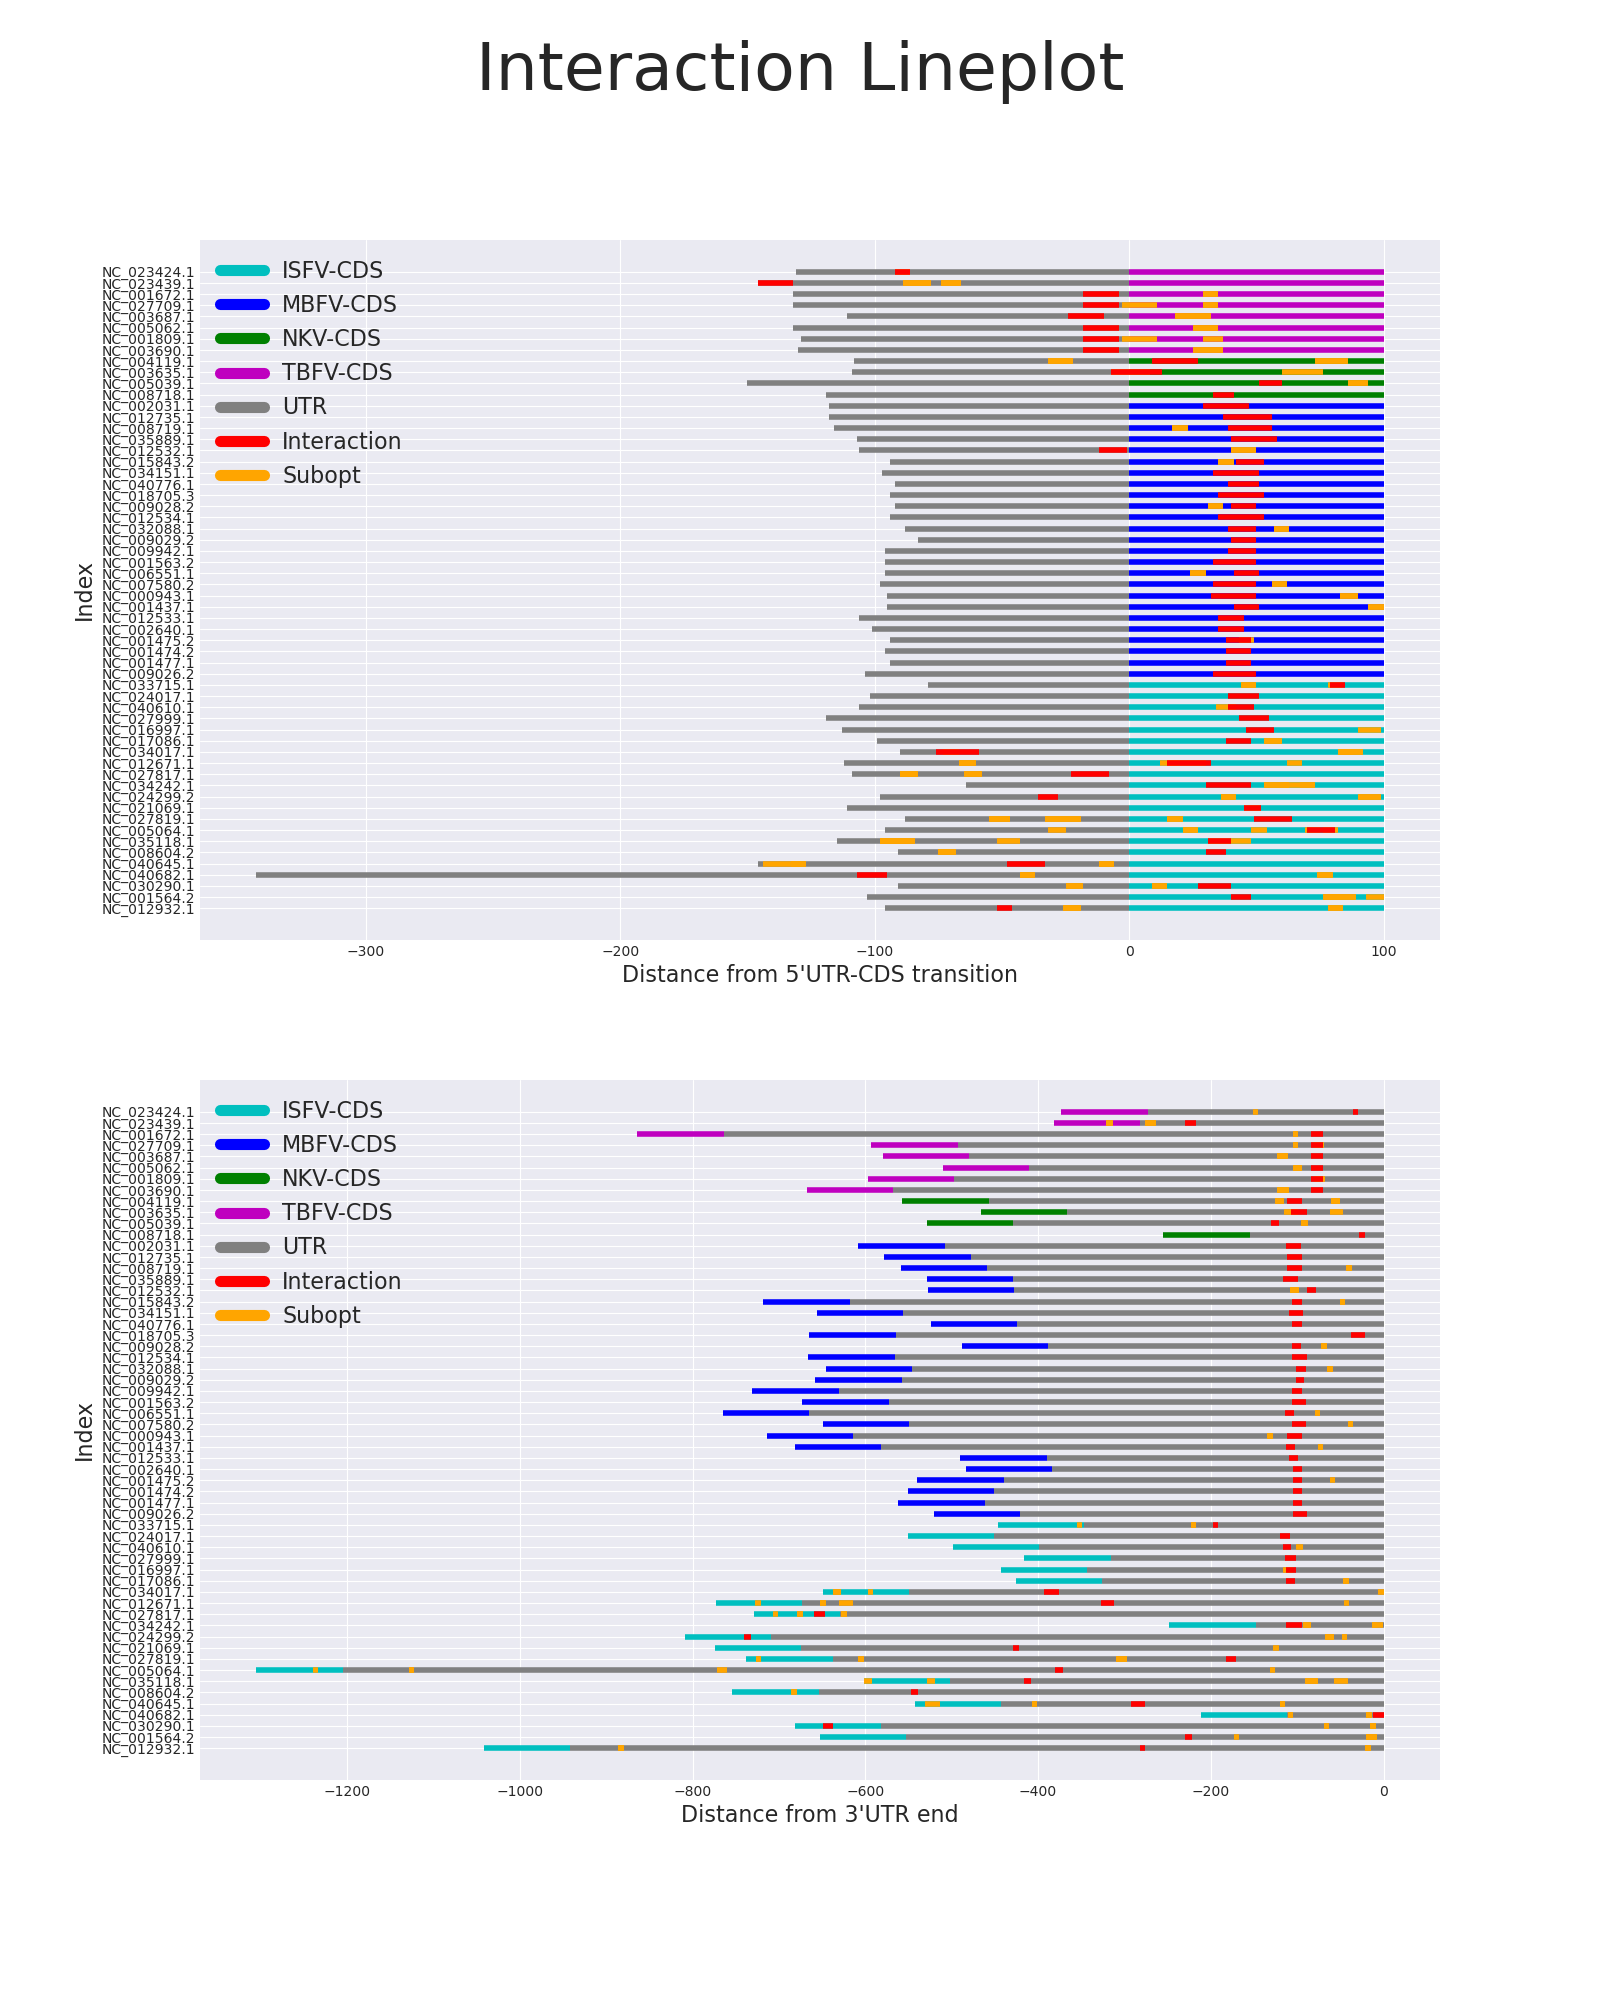 Interaction Lineplot
ISFV-CDS
MBFV-CDS
NKV-CDS
TBFV-CDS
UTR
Interaction
Subopt
NC_023424.1
NC_023439.1
NC_001672.1
NC_027709.1
NC_003687.1
NC_005062.1
NC_001809.1
NC_003690.1
NC_004119.1
NC_003635.1
NC_005039.1
NC_008718.1
NC_002031.1
NC_012735.1
NC_008719.1
NC_035889.1
NC_012532.1
NC_015843.2
NC_034151.1
NC_040776.1
NC_018705.3
NC_009028.2
NC_012534.1
NC_032088.1
NC_009029.2
NC_009942.1
NC_001563.2
NC_006551.1
NC_007580.2
NC_000943.1
NC_001437.1
NC_012533.1
NC_002640.1
NC_001475.2
NC_001474.2
NC_001477.1
NC_009026.2
NC_033715.1
NC_024017.1
NC_040610.1
NC_027999.1
NC_016997.1
NC_017086.1
NC_034017.1
NC_012671.1
NC_027817.1
NC_034242.1
NC_024299.2
NC_021069.1
NC_027819.1
NC_005064.1
NC_035118.1
NC_008604.2
NC_040645.1
NC_040682.1
NC_030290.1
NC_001564.2
NC_012932.1
Index
−300 −200 −100 0 100
Distance from 5'UTR-CDS transition
ISFV-CDS
MBFV-CDS
NKV-CDS
TBFV-CDS
UTR
Interaction
Subopt
NC_023424.1
NC_023439.1
NC_001672.1
NC_027709.1
NC_003687.1
NC_005062.1
NC_001809.1
NC_003690.1
NC_004119.1
NC_003635.1
NC_005039.1
NC_008718.1
NC_002031.1
NC_012735.1
NC_008719.1
NC_035889.1
NC_012532.1
NC_015843.2
NC_034151.1
NC_040776.1
NC_018705.3
NC_009028.2
NC_012534.1
NC_032088.1
NC_009029.2
NC_009942.1
NC_001563.2
NC_006551.1
NC_007580.2
NC_000943.1
NC_001437.1
NC_012533.1
NC_002640.1
NC_001475.2
NC_001474.2
NC_001477.1
NC_009026.2
NC_033715.1
NC_024017.1
NC_040610.1
NC_027999.1
NC_016997.1
NC_017086.1
NC_034017.1
NC_012671.1
NC_027817.1
NC_034242.1
NC_024299.2
NC_021069.1
NC_027819.1
NC_005064.1
NC_035118.1
NC_008604.2
NC_040645.1
NC_040682.1
NC_030290.1
NC_001564.2
NC_012932.1
Index
−1200 −1000 −800 −600 −400 −200 0
Distance from 3'UTR end